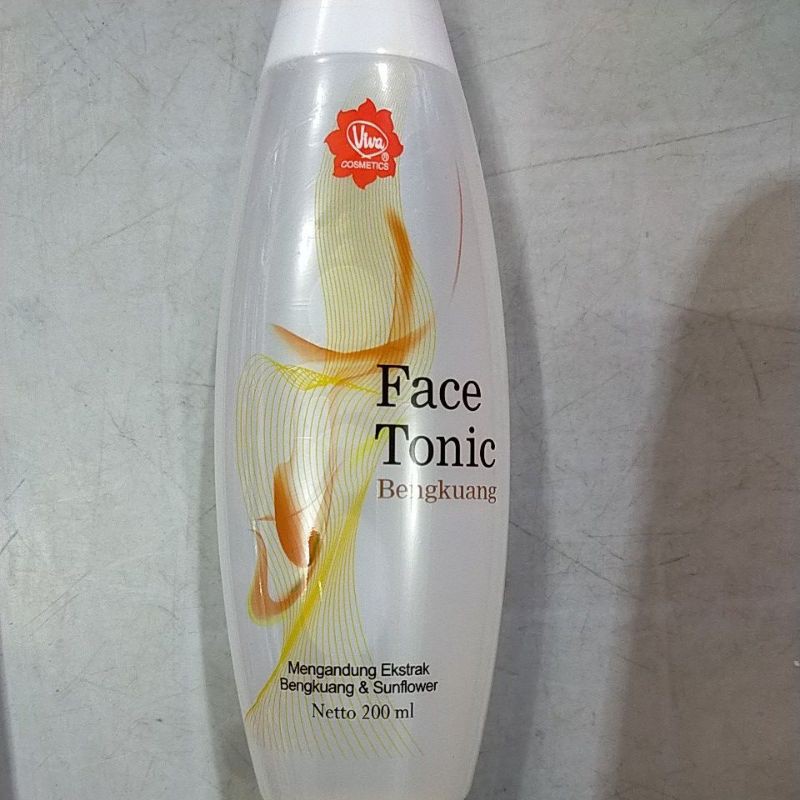 Viva
®
COSMETICS
Face
Tonic
Bengkuang
Mengandung Ekstrak
Bengkuang & Sunflower
Netto 200 ml